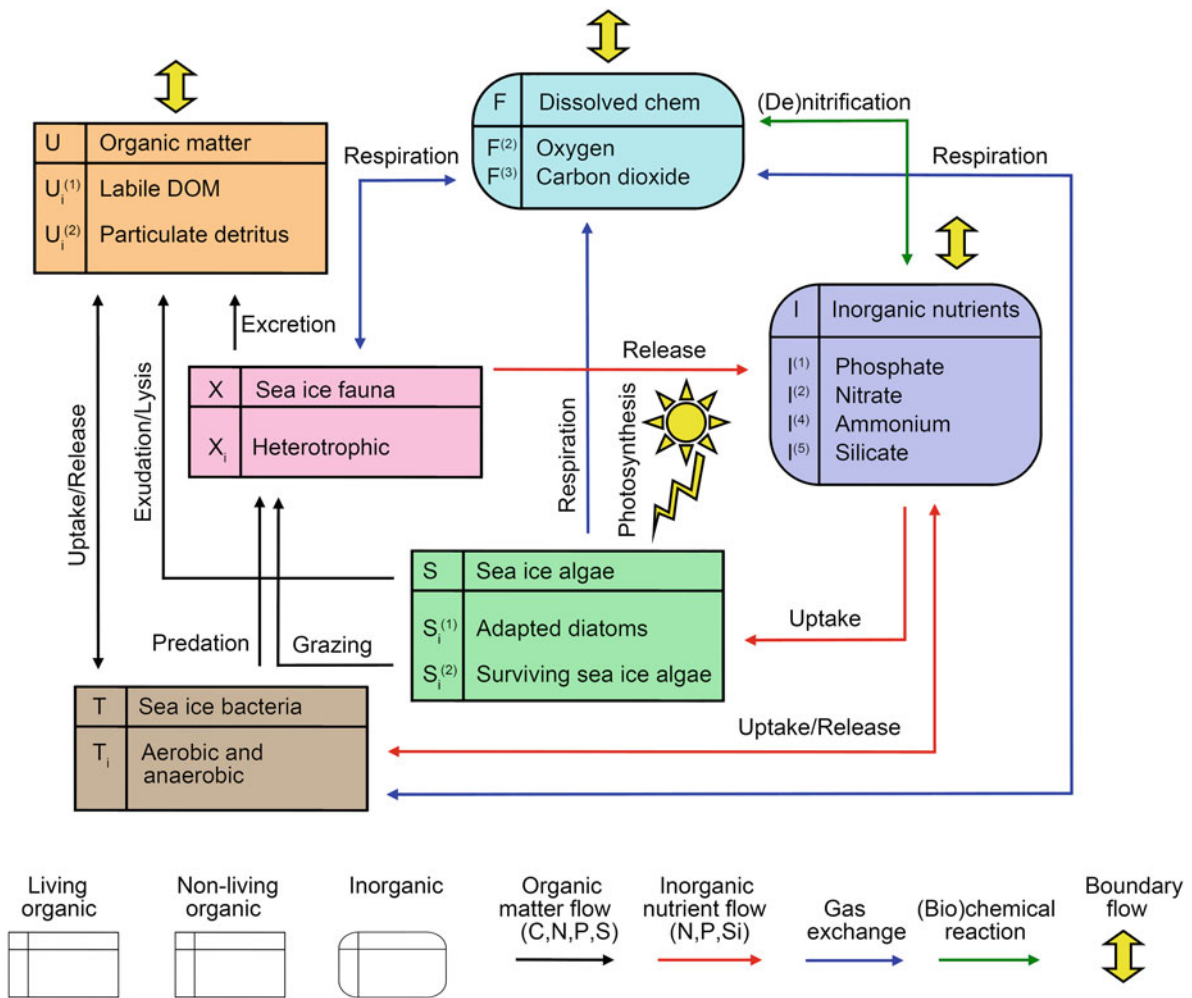 U Organic matter
U_i^(1) Labile DOM
U_i^(2) Particulate detritus
F Dissolved chem
F^(2) Oxygen
F^(3) Carbon dioxide
(De)nitrification
Respiration
Respiration
I Inorganic nutrients
I^(1) Phosphate
I^(2) Nitrate
I^(4) Ammonium
I^(5) Silicate
Excretion
Release
X Sea ice fauna
X_i Heterotrophic
Uptake/Release
Exudation/Lysis
Respiration
Photosynthesis
S Sea ice algae
S_i^(1) Adapted diatoms
S_i^(2) Surviving sea ice algae
Uptake
Predation
Grazing
T Sea ice bacteria
T_i Aerobic and
anaerobic
Uptake/Release
Living
organic
Non-living
organic
Inorganic
Organic
matter flow
(C,N,P,S)
Inorganic
nutrient flow
(N,P,Si)
Gas
exchange
(Bio)chemical
reaction
Boundary
flow